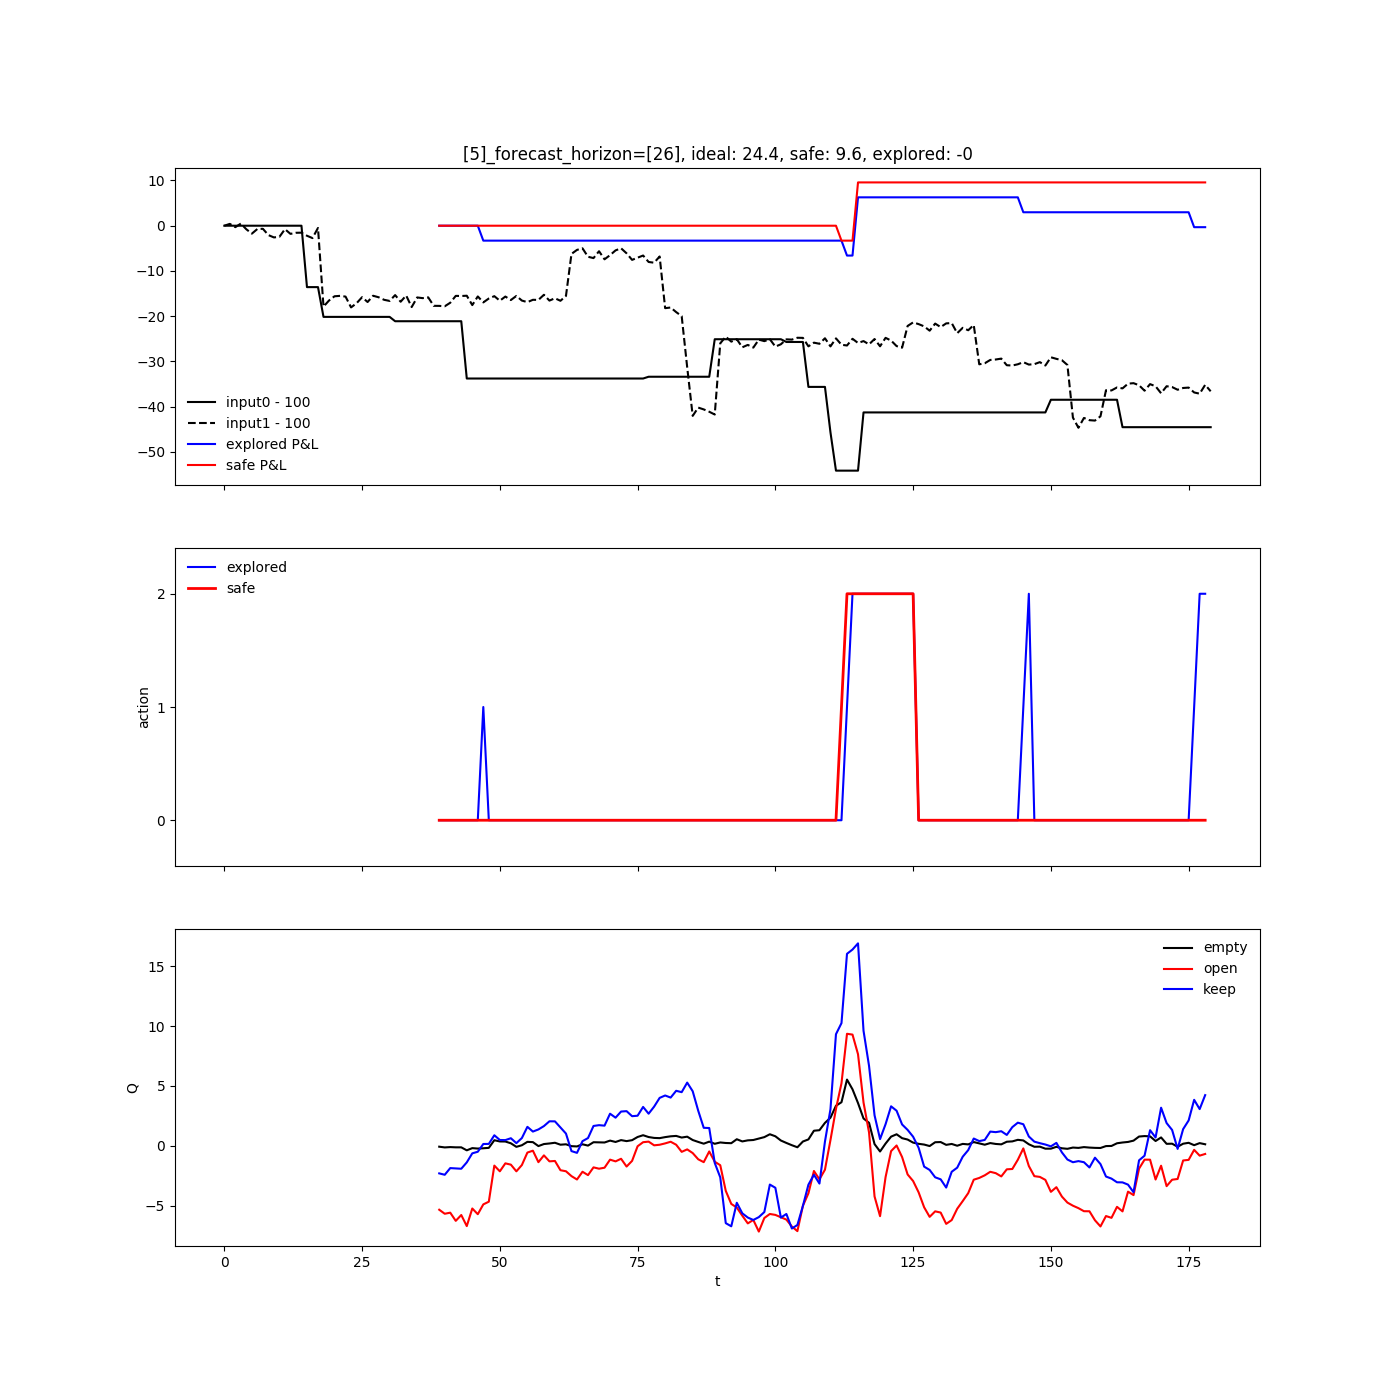 [5]_forecast_horizon=[26], ideal: 24.4, safe: 9.6, explored: -0
10
0
−10
−20
−30
−40
−50
input0 - 100
input1 - 100
explored P&L
safe P&L
explored
safe
2
1
0
action
empty
open
keep
15
10
5
0
−5
Q
0 25 50 75 100 125 150 175
t